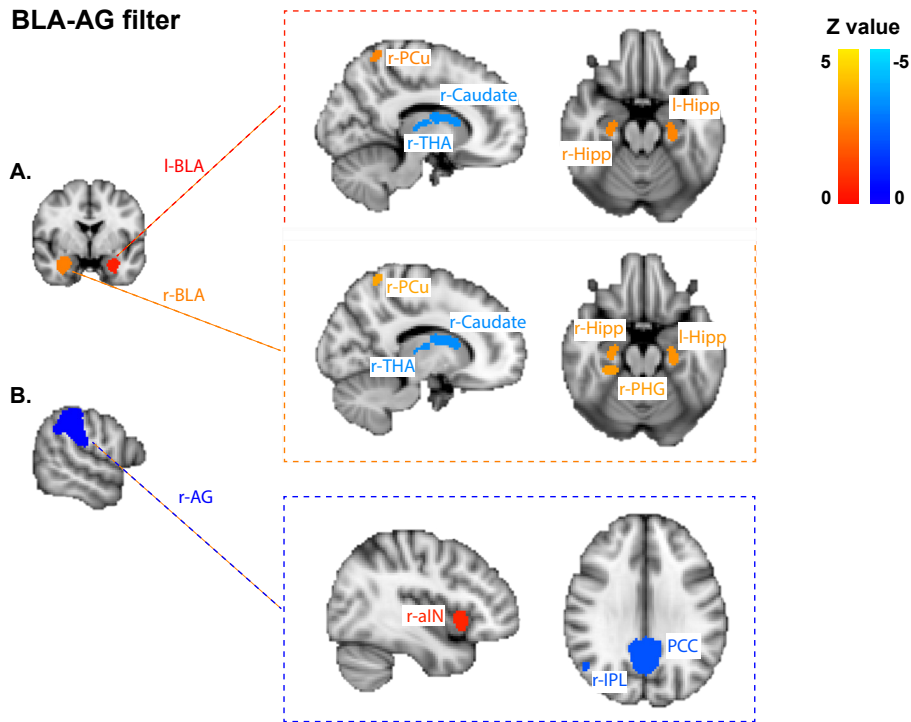 BLA-AG filter
Z value
5
-5
0
0
A.
l-BLA
r-BLA
r-PCu
r-Caudate
r-THA
l-Hipp
r-Hipp
r-PCu
r-Caudate
r-THA
r-Hipp
l-Hipp
r-PHG
B.
r-AG
r-aIN
PCC
r-IPL